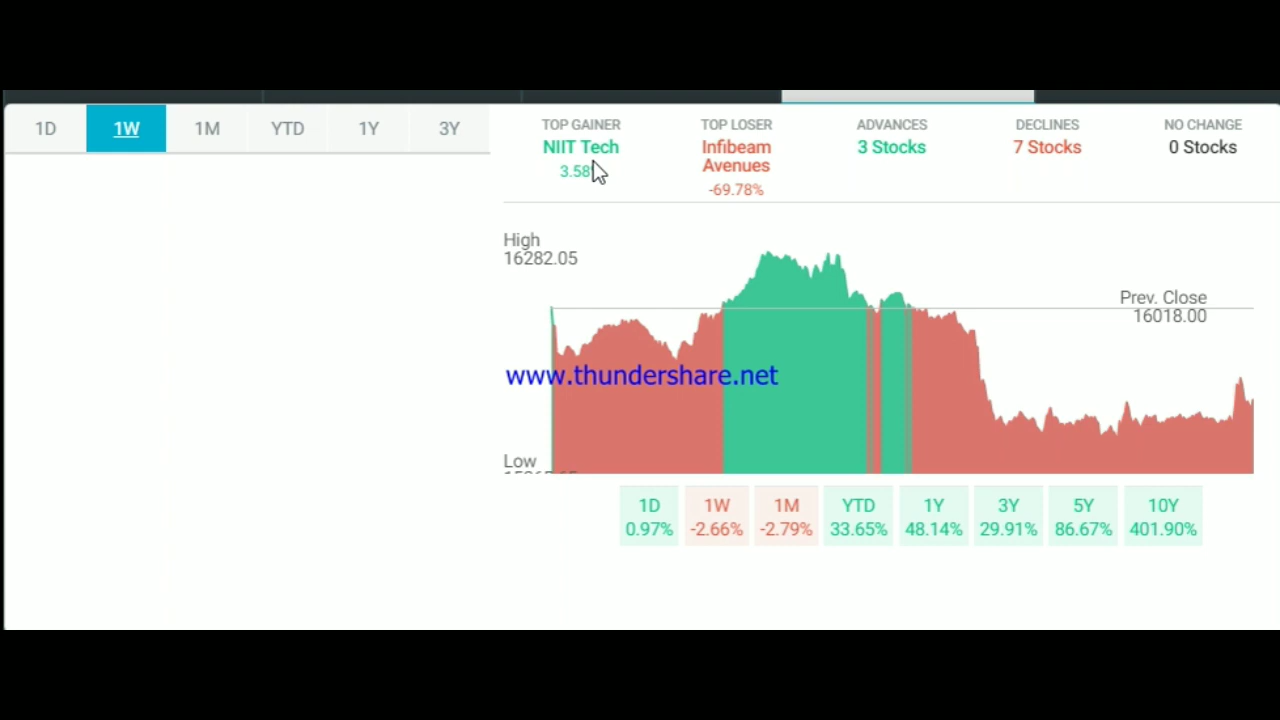 1D 1W 1M YTD 1Y 3Y
TOP GAINER
NIIT Tech
3.58
TOP LOSER
Infibeam
Avenues
-69.78%
ADVANCES
3 Stocks
DECLINES
7 Stocks
NO CHANGE
0 Stocks
High
16282.05
Prev. Close
16018.00
www.thundershare.net
Low
1D 1W 1M YTD 1Y 3Y 5Y 10Y
0.97% -2.66% -2.79% 33.65% 48.14% 29.91% 86.67% 401.90%